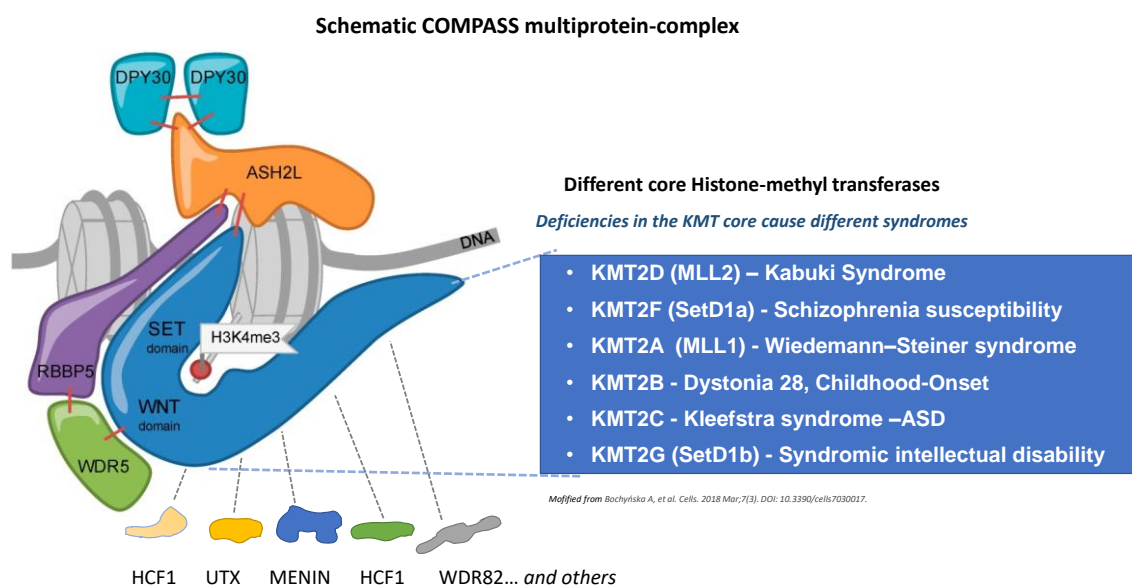 Schematic COMPASS multiprotein-complex
DPY30 DPY30
ASH2L
DNA
SET
domain
H3K4me3
RBBP5
WNT
domain
WDR5
HCF1 UTX MENIN HCF1 WDR82... and others
Different core Histone-methyl transferases
Deficiencies in the KMT core cause different syndromes
• KMT2D (MLL2) – Kabuki Syndrome
• KMT2F (SetD1a) - Schizophrenia susceptibility
• KMT2A (MLL1) - Wiedemann–Steiner syndrome
• KMT2B - Dystonia 28, Childhood-Onset
• KMT2C - Kleefstra syndrome –ASD
• KMT2G (SetD1b) - Syndromic intellectual disability
Mofified from Bochyńska A, et al. Cells. 2018 Mar;7(3). DOI: 10.3390/cells7030017.